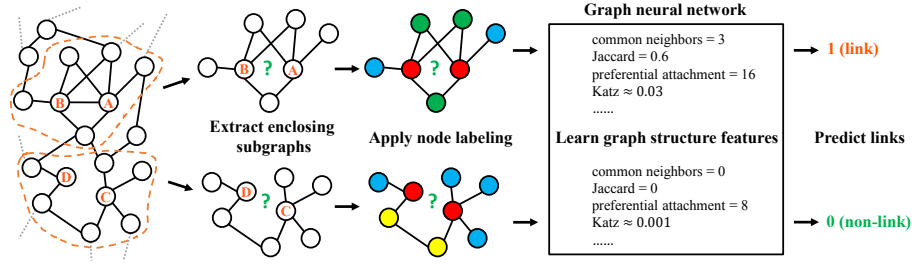 Graph neural network
common neighbors = 3
Jaccard = 0.6
preferential attachment = 16
Katz ≈ 0.03
......
1 (link)
B
A
B
?
A
?
Extract enclosing
subgraphs
Apply node labeling
Learn graph structure features
Predict links
D
C
D
?
C
?
common neighbors = 0
Jaccard = 0
preferential attachment = 8
Katz ≈ 0.001
......
0 (non-link)